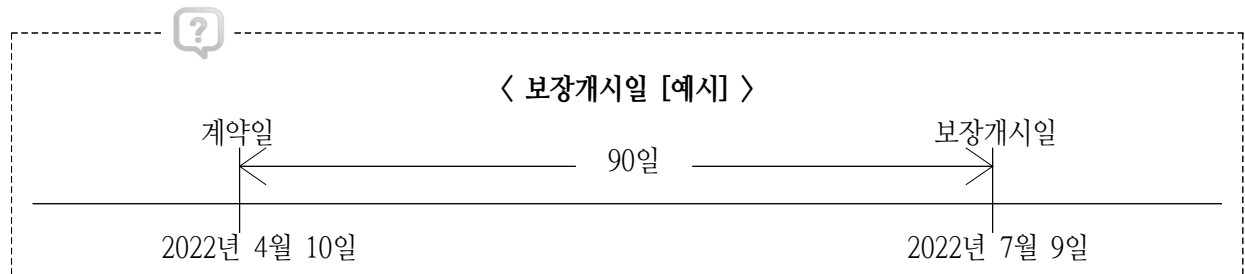 ?
〈 보장개시일 [예시] 〉
계약일 보장개시일
90일
2022년 4월 10일 2022년 7월 9일